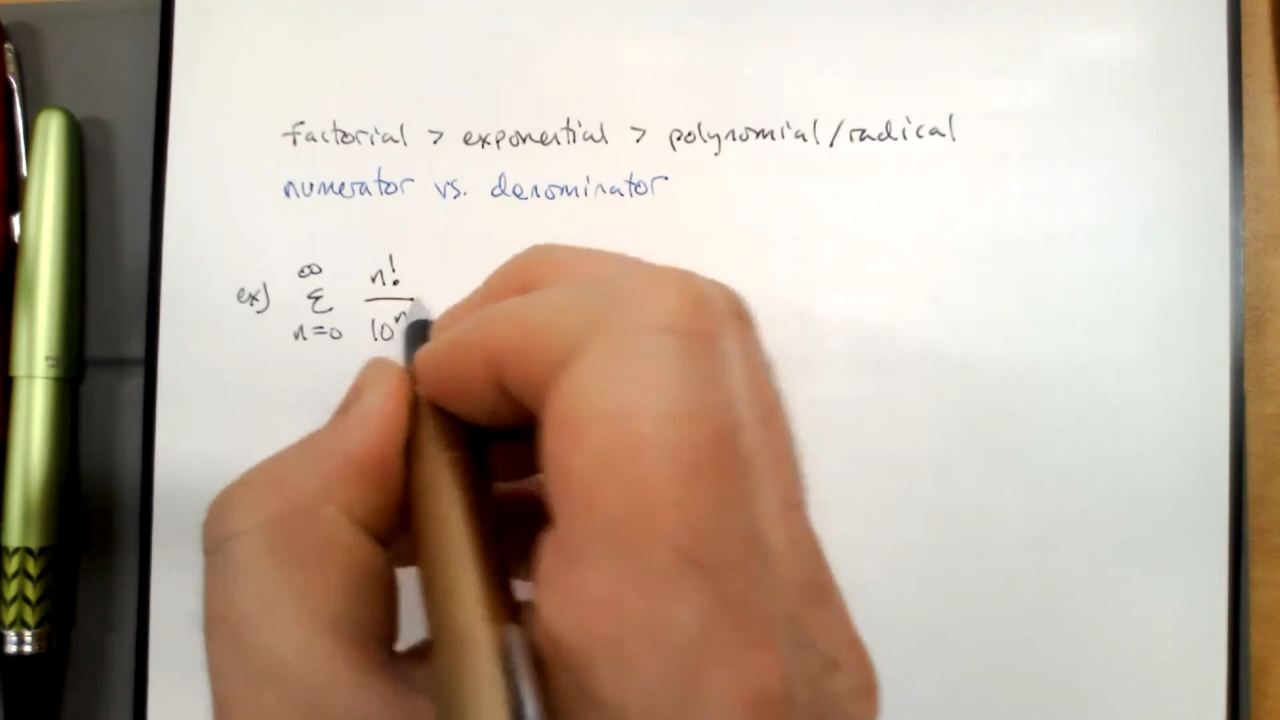 factorial > exponential > polynomial/radical
numerator vs. denominator
ex) ∞ Σ n=0 n! / 10^n